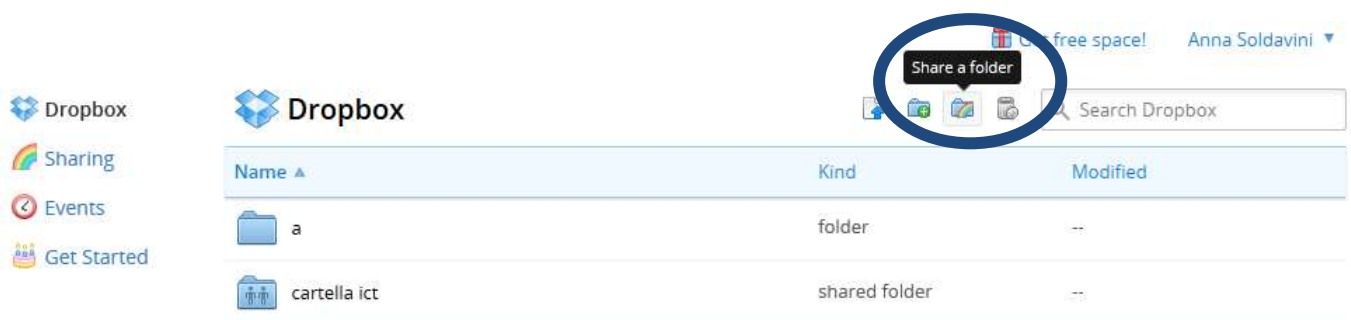 Get free space! Anna Soldavini ▼
Share a folder
Dropbox
Sharing
Events
Get Started
Dropbox
Search Dropbox
Name ▲ Kind Modified
a folder --
cartella ict shared folder --